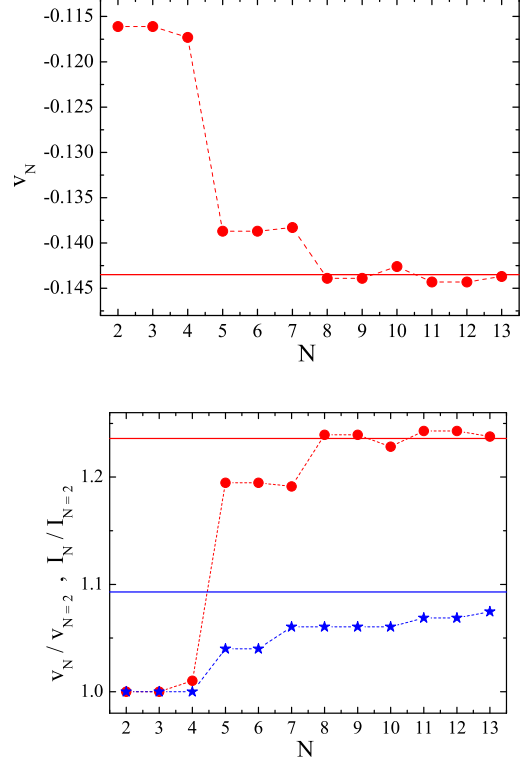 -0.115
-0.120
-0.125
-0.130
-0.135
-0.140
-0.145
v_N
2 3 4 5 6 7 8 9 10 11 12 13
N
1.2
1.1
1.0
v_N / v_{N=2} , I_N / I_{N=2}
2 3 4 5 6 7 8 9 10 11 12 13
N